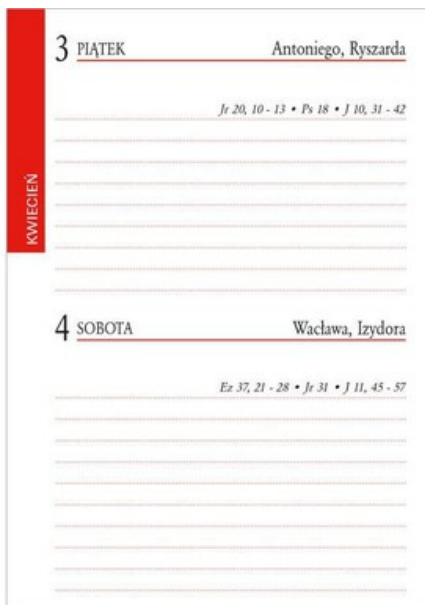 3 PIĄTEK Antoniego, Ryszarda
Jr 20, 10 - 13 • Ps 18 • J 10, 31 - 42
KWIECIEŃ
4 SOBOTA Wacława, Izydora
Ez 37, 21 - 28 • Jr 31 • J 11, 45 - 57